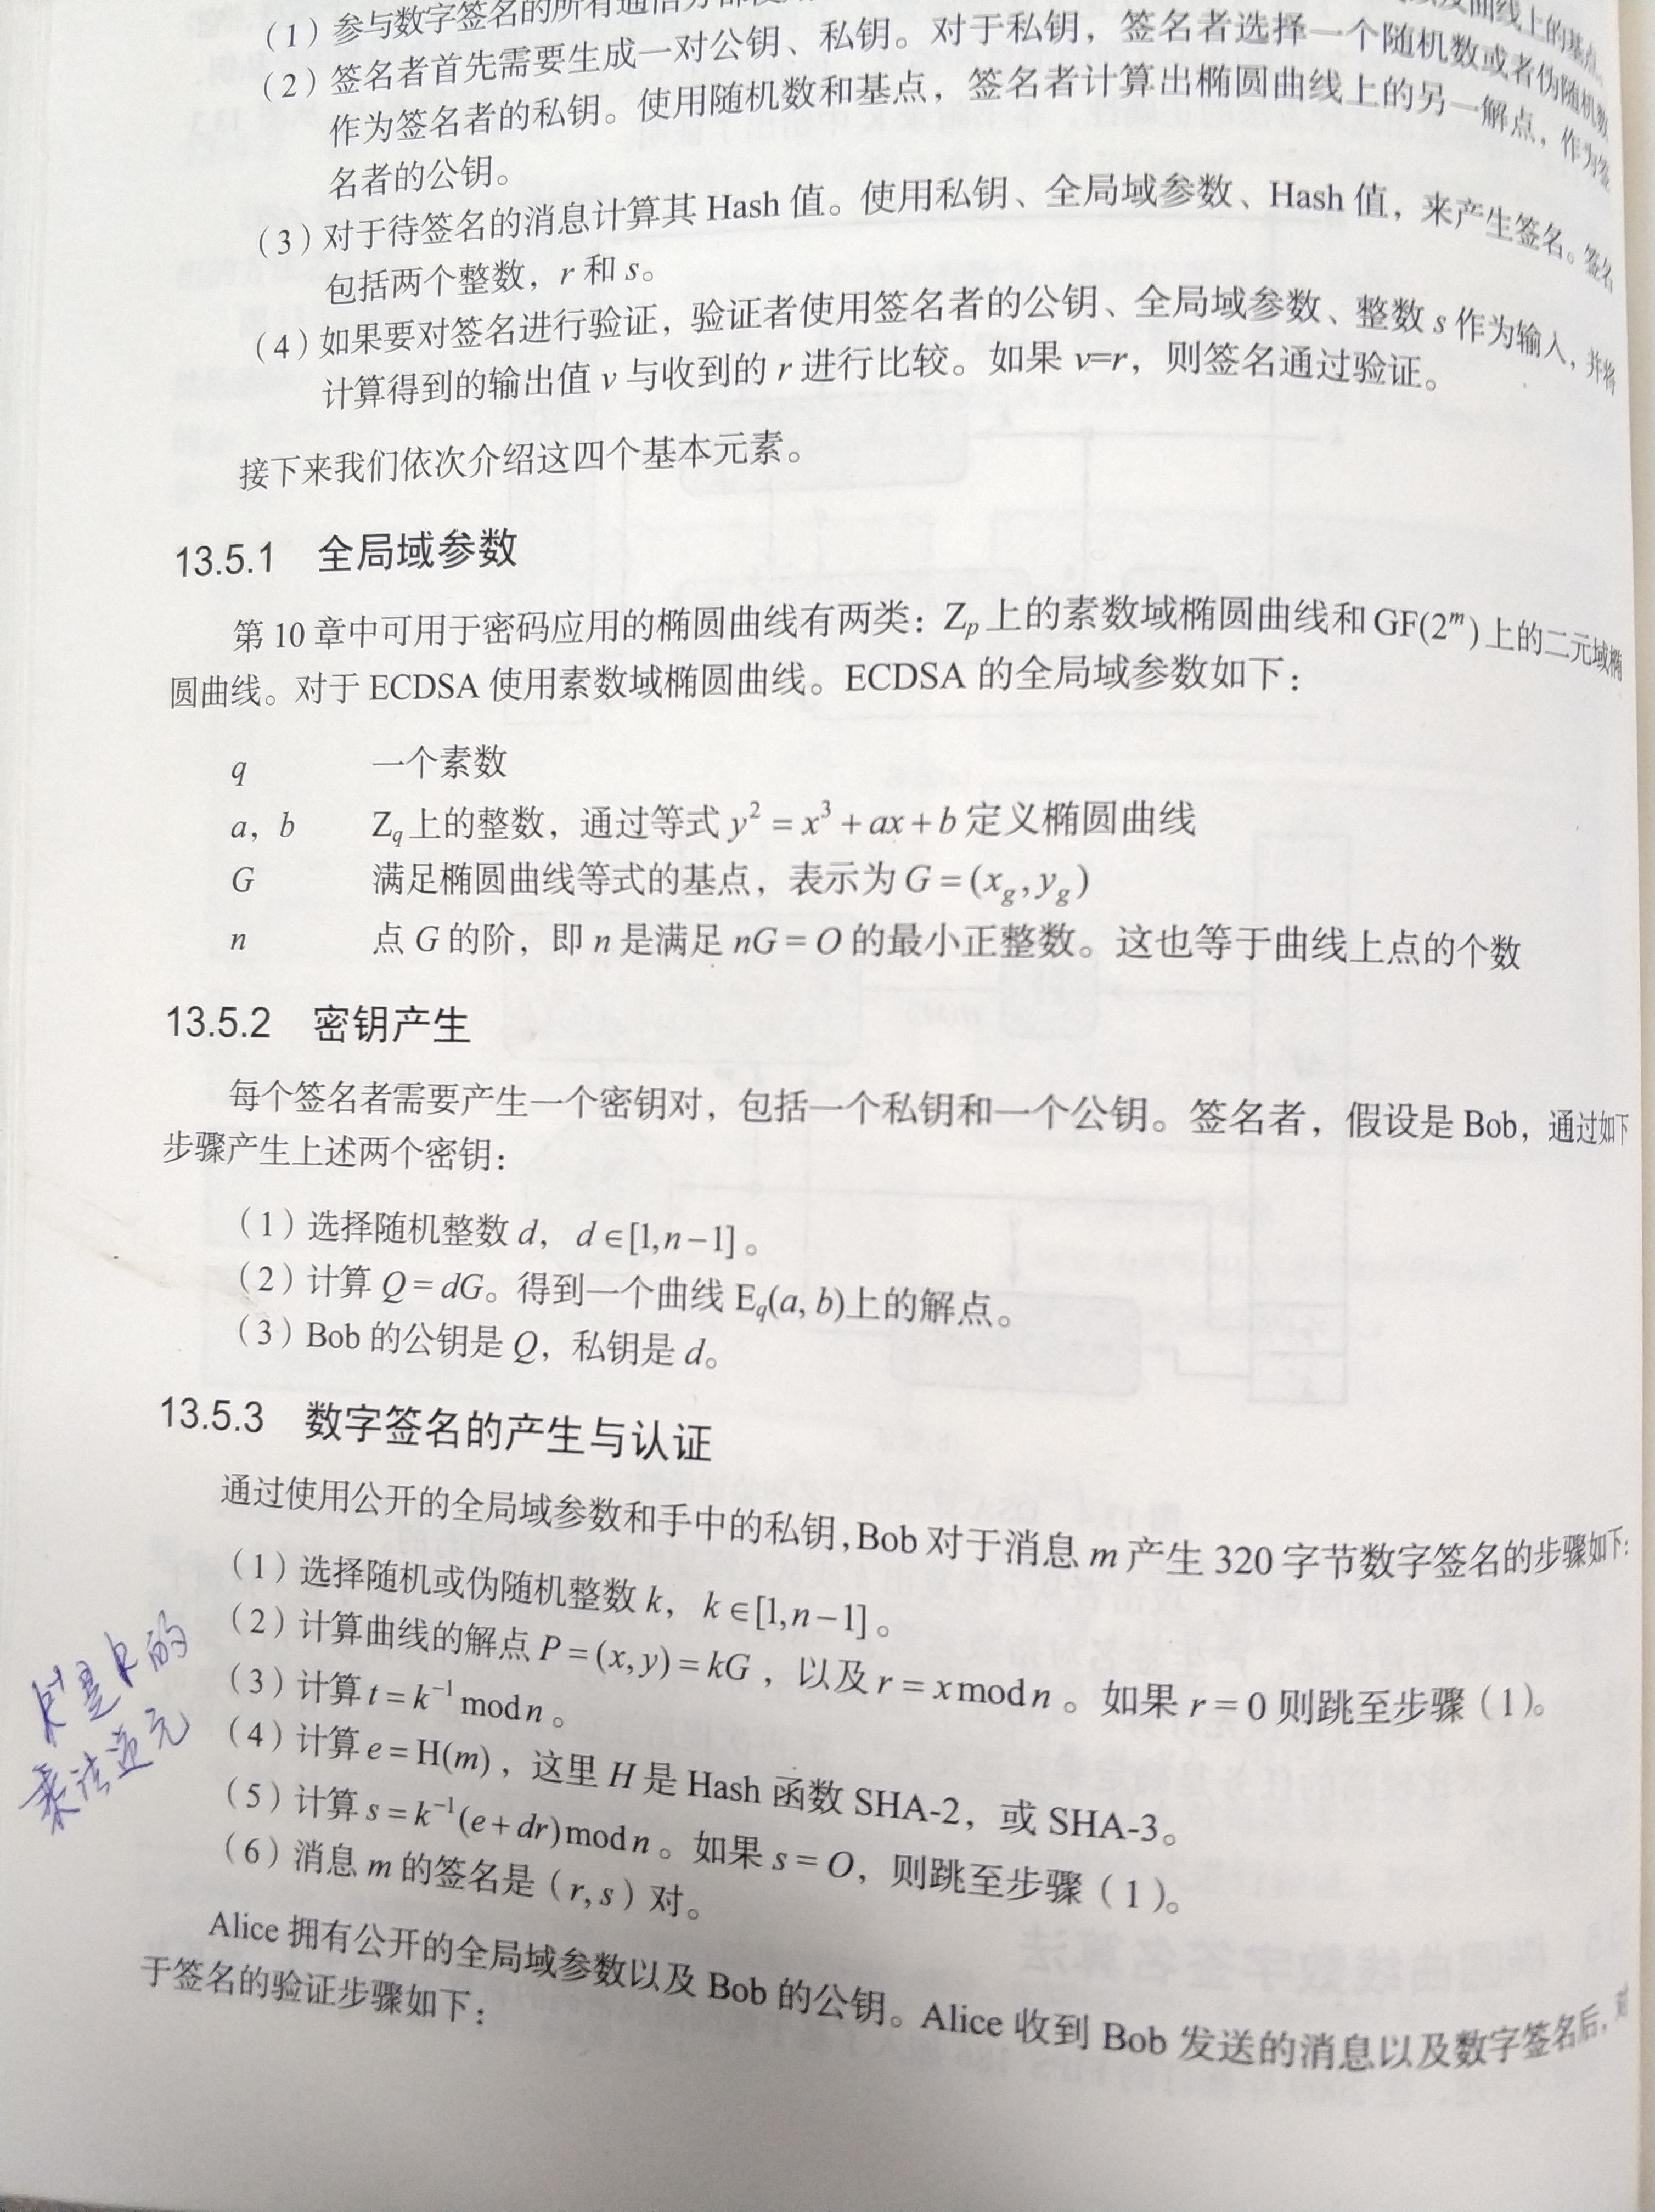 (1) 参与数字签名的所有通信方都使用 曲线上的基点。
(2) 签名者首先需要生成一对公钥、私钥。对于私钥，签名者选择一个随机数或者伪随机数
作为签名者的私钥。使用随机数和基点，签名者计算出椭圆曲线上的另一解点，作为签
名者的公钥。
(3) 对于待签名的消息计算其 Hash 值。使用私钥、全局域参数、Hash 值，来产生签名。签名
包括两个整数，r 和 s。
(4) 如果要对签名进行验证，验证者使用签名者的公钥、全局域参数、整数 s 作为输入，并将
计算得到的输出值 v 与收到的 r 进行比较。如果 v=r，则签名通过验证。
接下来我们依次介绍这四个基本元素。
13.5.1 全局域参数
第 10 章中可用于密码应用的椭圆曲线有两类：Zp 上的素数域椭圆曲线和 GF(2^m) 上的二元域椭
圆曲线。对于 ECDSA 使用素数域椭圆曲线。ECDSA 的全局域参数如下：
q 一个素数
a, b Zq 上的整数，通过等式 y² = x³ + ax + b 定义椭圆曲线
G 满足椭圆曲线等式的基点，表示为 G = (xg, yg)
n 点 G 的阶，即 n 是满足 nG = O 的最小正整数。这也等于曲线上点的个数
13.5.2 密钥产生
每个签名者需要产生一个密钥对，包括一个私钥和一个公钥。签名者，假设是 Bob，通过如下
步骤产生上述两个密钥：
(1) 选择随机整数 d，d∈[1,n−1]。
(2) 计算 Q = dG。得到一个曲线 Eq(a, b)上的解点。
(3) Bob 的公钥是 Q，私钥是 d。
13.5.3 数字签名的产生与认证
通过使用公开的全局域参数和手中的私钥，Bob 对于消息 m 产生 320 字节数字签名的步骤如下：
(1) 选择随机或伪随机整数 k，k∈[1,n−1]。
(2) 计算曲线的解点 P = (x, y) = kG，以及 r = x mod n。如果 r = 0 则跳至步骤（1）。
(3) 计算 t = k⁻¹ mod n。
(4) 计算 e = H(m)，这里 H 是 Hash 函数 SHA-2，或 SHA-3。
(5) 计算 s = k⁻¹(e + dr) mod n。如果 s = O，则跳至步骤（1）。
(6) 消息 m 的签名是（r, s）对。
k⁻¹是k的
乘法逆元
Alice 拥有公开的全局域参数以及 Bob 的公钥。Alice 收到 Bob 发送的消息以及数字签名后，对
于签名的验证步骤如下：